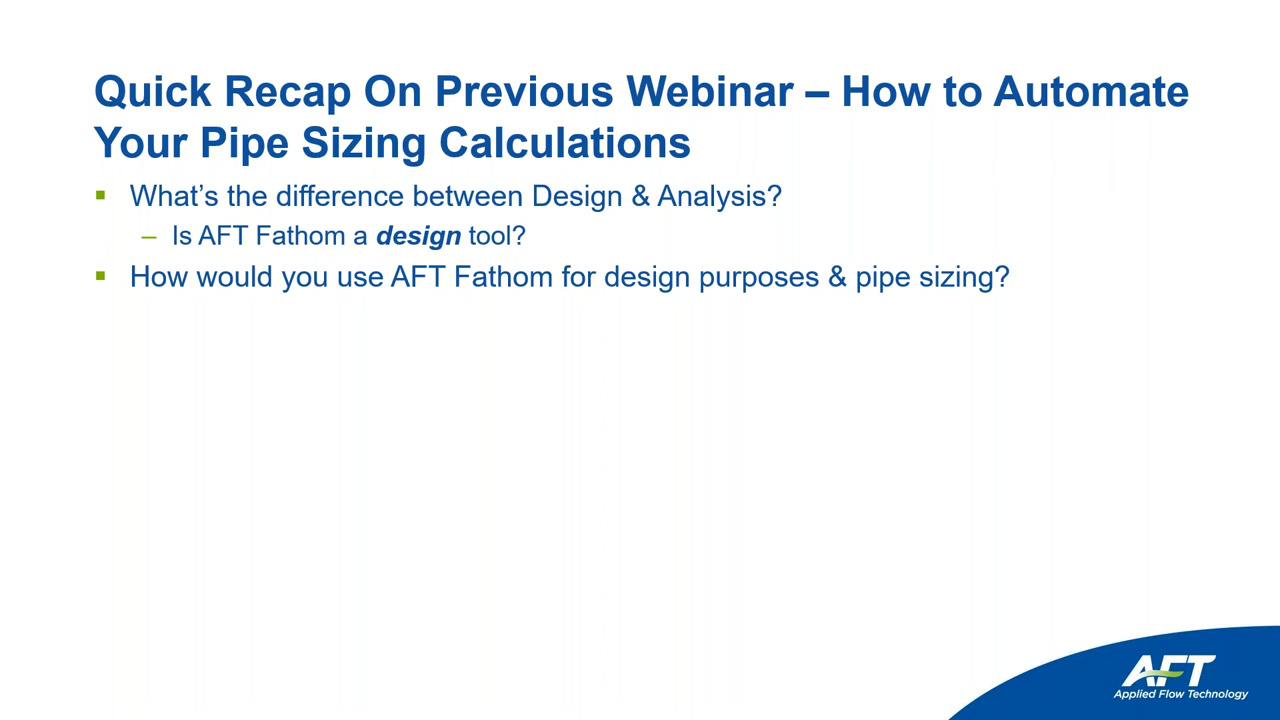 Quick Recap On Previous Webinar – How to Automate
Your Pipe Sizing Calculations
▪ What’s the difference between Design & Analysis?
– Is AFT Fathom a design tool?
▪ How would you use AFT Fathom for design purposes & pipe sizing?
AFT
Applied Flow Technology